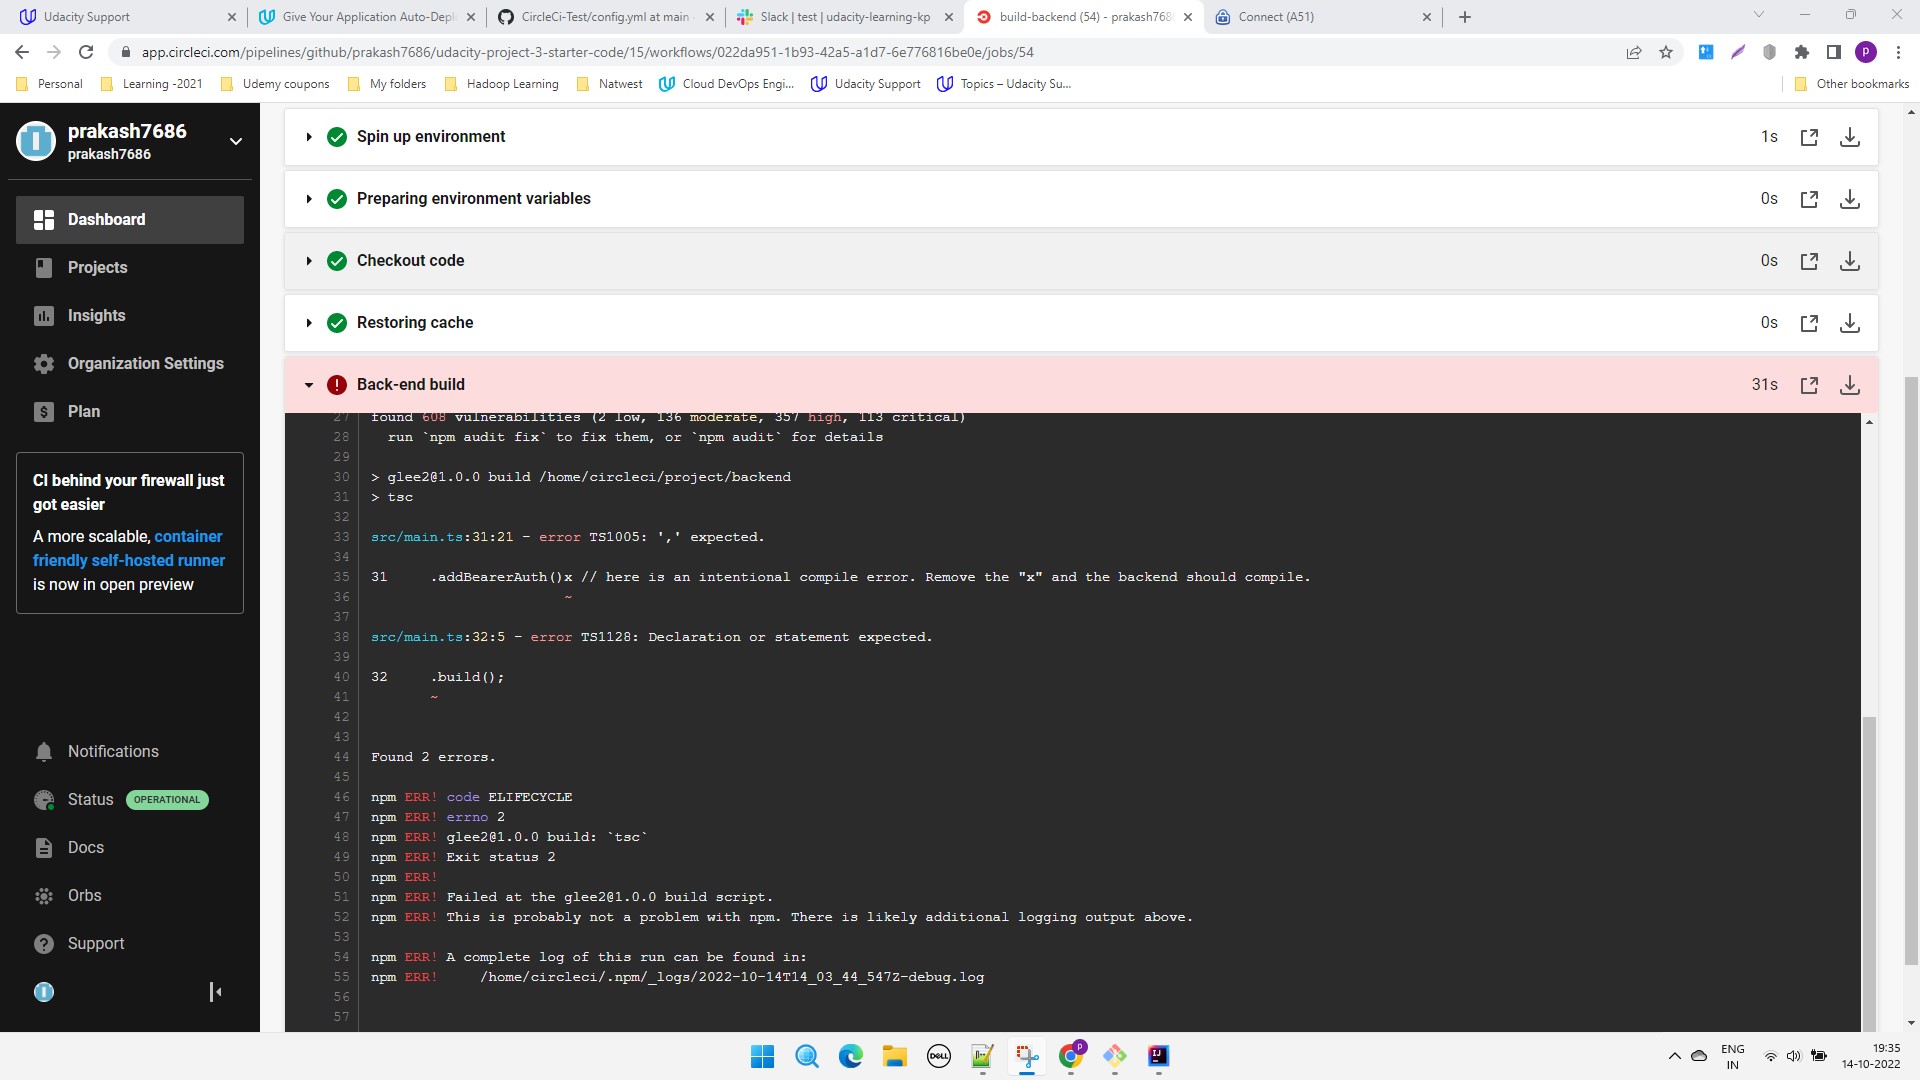 Udacity Support
Give Your Application Auto-Depl
CircleCi-Test/config.yml at main
Slack | test | udacity-learning-kp
build-backend (54) - prakash768
Connect (A51)
app.circleci.com/pipelines/github/prakash7686/udacity-project-3-starter-code/15/workflows/022da951-1b93-42a5-a1d7-6e776816be0e/jobs/54
P
Personal
Learning -2021
Udemy coupons
My folders
Hadoop Learning
Natwest
Cloud DevOps Engi...
Udacity Support
Topics – Udacity Su...
Other bookmarks
prakash7686
prakash7686
Dashboard
Projects
Insights
Organization Settings
Plan
CI behind your firewall just
got easier
A more scalable, container
friendly self-hosted runner
is now in open preview
Notifications
Status OPERATIONAL
Docs
Orbs
Support
Spin up environment 1s
Preparing environment variables 0s
Checkout code 0s
Restoring cache 0s
Back-end build 31s
27 found 608 vulnerabilities (2 low, 136 moderate, 357 high, 113 critical)
28 run `npm audit fix` to fix them, or `npm audit` for details
29
30 > glee2@1.0.0 build /home/circleci/project/backend
31 > tsc
32
33 src/main.ts:31:21 - error TS1005: ',' expected.
34
35 31 .addBearerAuth()x // here is an intentional compile error. Remove the "x" and the backend should compile.
36 ~
37
38 src/main.ts:32:5 - error TS1128: Declaration or statement expected.
39
40 32 .build();
41 ~
42
43
44 Found 2 errors.
45
46 npm ERR! code ELIFECYCLE
47 npm ERR! errno 2
48 npm ERR! glee2@1.0.0 build: `tsc`
49 npm ERR! Exit status 2
50 npm ERR!
51 npm ERR! Failed at the glee2@1.0.0 build script.
52 npm ERR! This is probably not a problem with npm. There is likely additional logging output above.
53
54 npm ERR! A complete log of this run can be found in:
55 npm ERR! /home/circleci/.npm/_logs/2022-10-14T14_03_44_547Z-debug.log
56
57
DELL
P
IJ
ENG
IN
19:35
14-10-2022